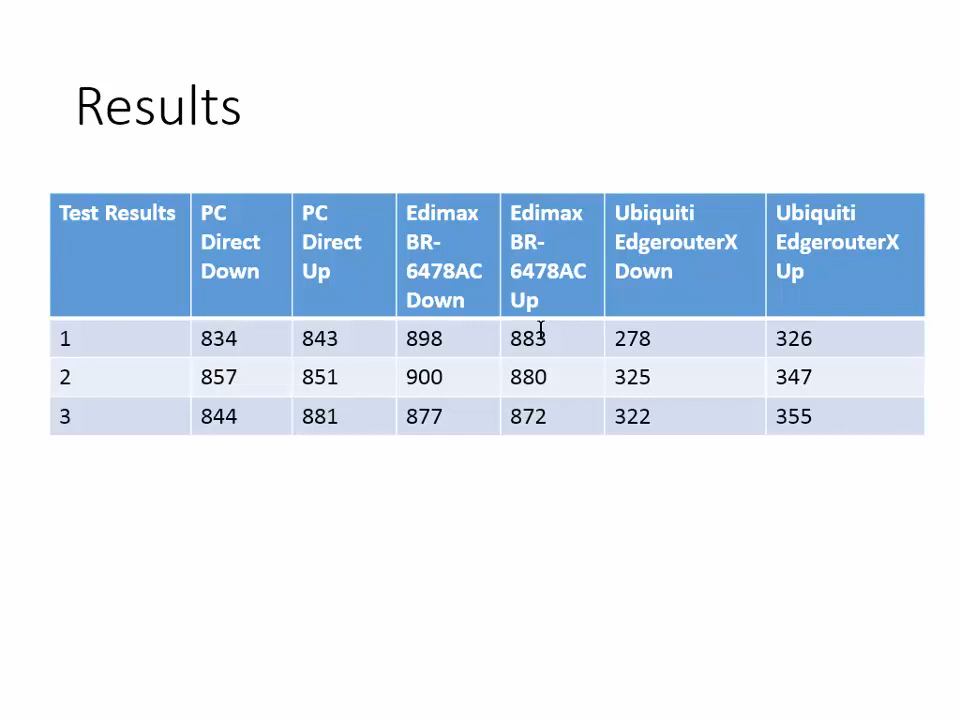 Results
Test Results PC Direct Down PC Direct Up Edimax BR-6478AC Down Edimax BR-6478AC Up Ubiquiti EdgerouterX Down Ubiquiti EdgerouterX Up
1 834 843 898 883 278 326
2 857 851 900 880 325 347
3 844 881 877 872 322 355